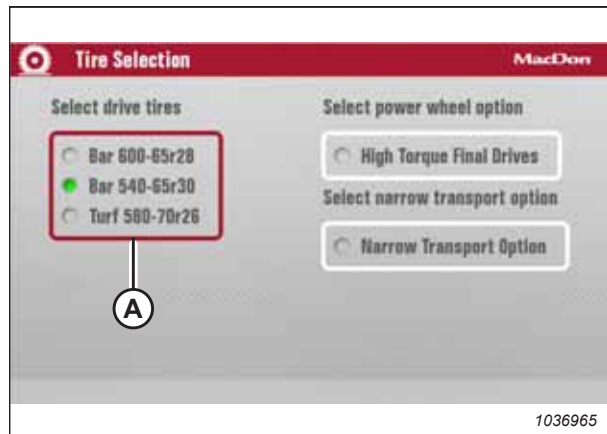 Tire Selection
MacDon
Select drive tires
Bar 600-65r28
Bar 540-65r30
Turf 580-70r26
Select power wheel option
High Torque Final Drives
Select narrow transport option
Narrow Transport Option
A
1036965